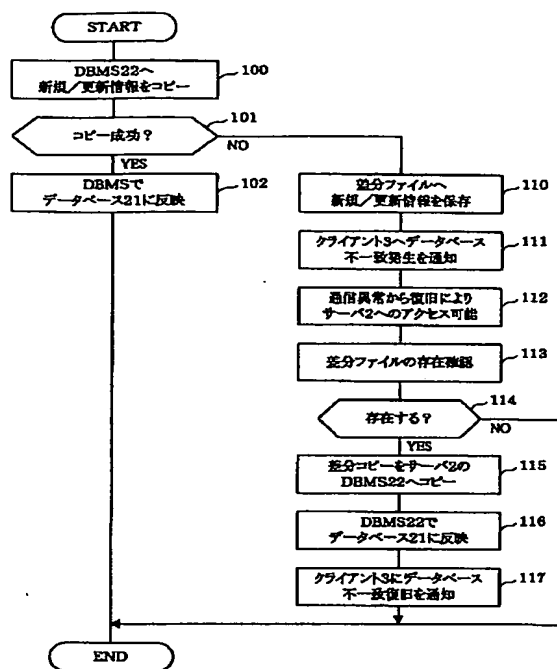 START
DBMS22へ
新規/更新情報をコピー
100
コピー成功?
101
NO
YES
DBMSで
データベース21に反映
102
差分ファイルへ
新規/更新情報を保存
110
クライアント3へデータベース
不一致発生を通知
111
通信異常から復旧により
サーバ2へのアクセス可能
112
差分ファイルの存在確認
113
存在する?
114
NO
YES
差分コピーをサーバ2の
DBMS22へコピー
115
DBMS22で
データベース21に反映
116
クライアント3にデータベース
不一致復旧を通知
117
END